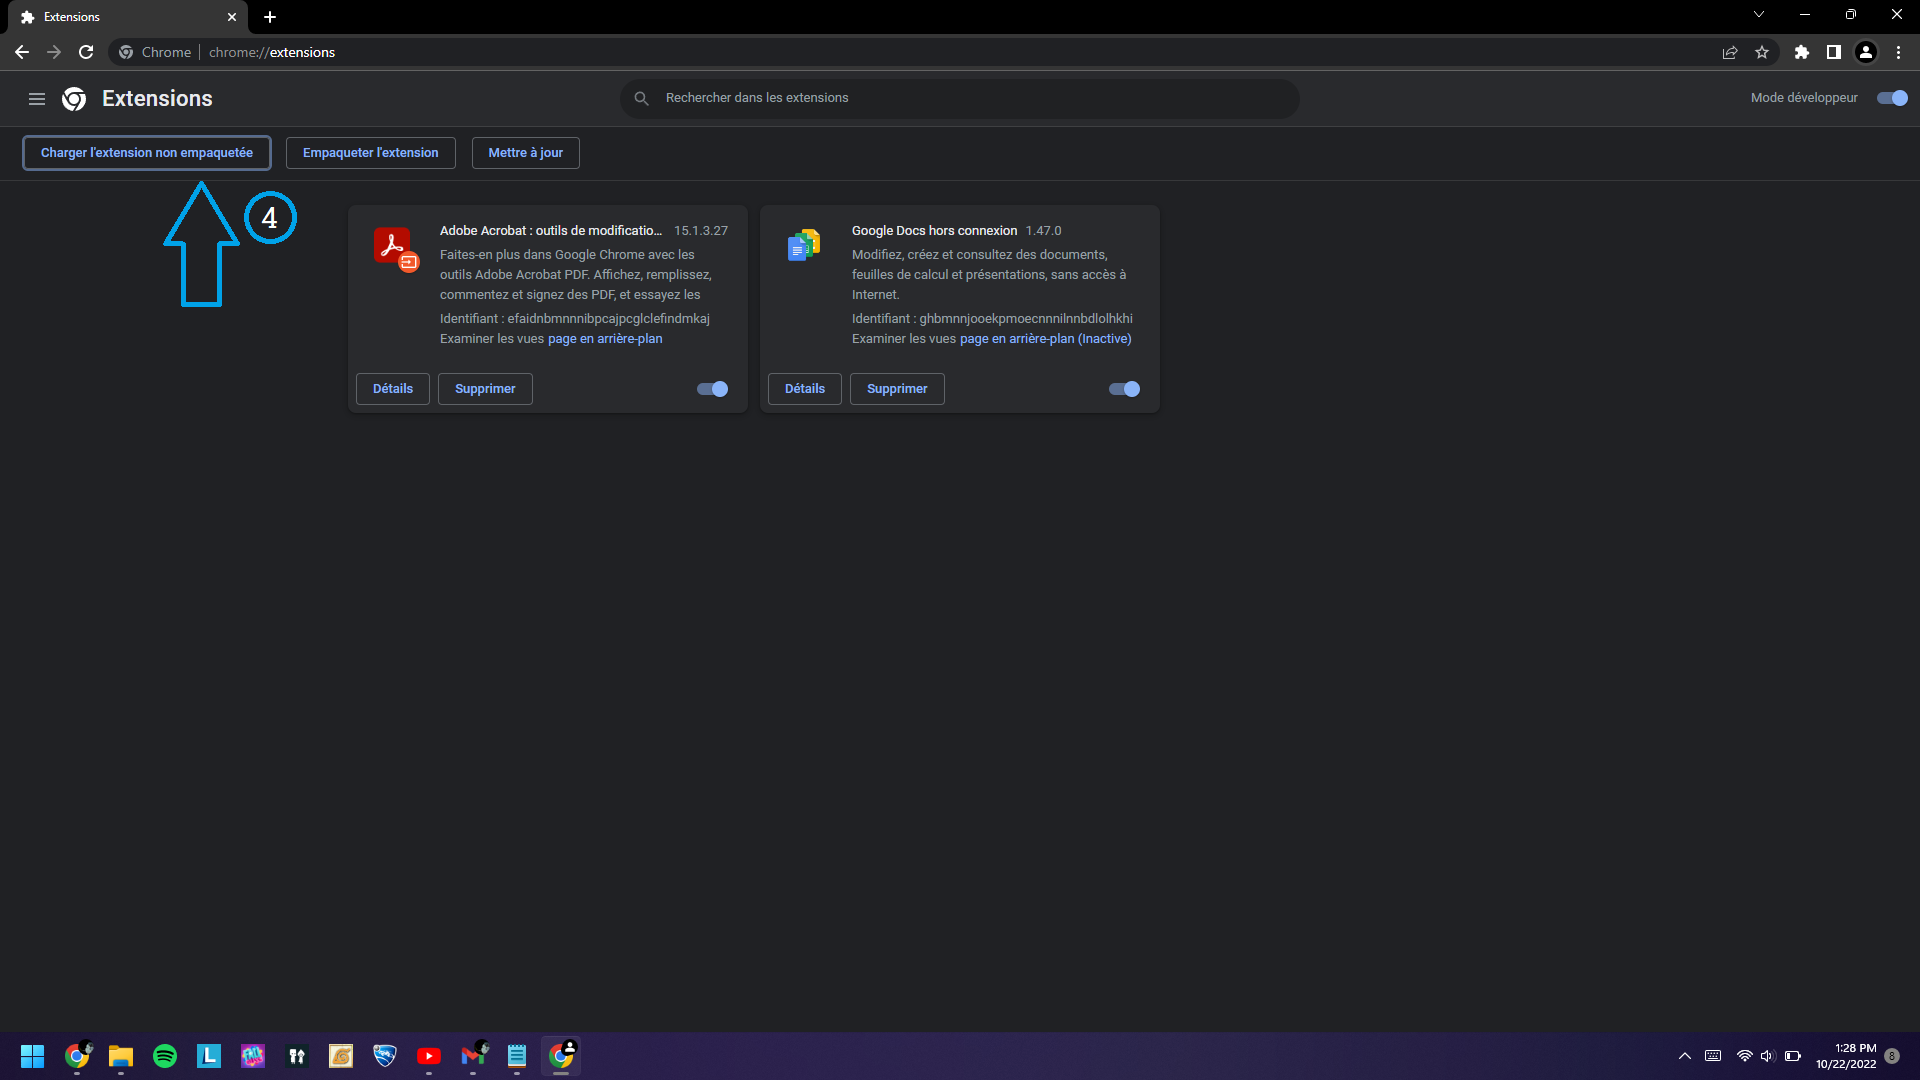 Extensions
Chrome
chrome://extensions
Extensions
Rechercher dans les extensions
Mode développeur
Charger l'extension non empaquetée
Empaqueter l'extension
Mettre à jour
4
Adobe Acrobat : outils de modificatio... 15.1.3.27
Faites-en plus dans Google Chrome avec les
outils Adobe Acrobat PDF. Affichez, remplissez,
commentez et signez des PDF, et essayez les
Identifiant : efaidnbmnnnibpcajpcglclefindmkaj
Examiner les vues page en arrière-plan
Détails
Supprimer
Google Docs hors connexion 1.47.0
Modifiez, créez et consultez des documents,
feuilles de calcul et présentations, sans accès à
Internet.
Identifiant : ghbmnnjooekpmoecnnnilnnbdlolhkhi
Examiner les vues page en arrière-plan (Inactive)
Détails
Supprimer
L
1:28 PM
10/22/2022
8